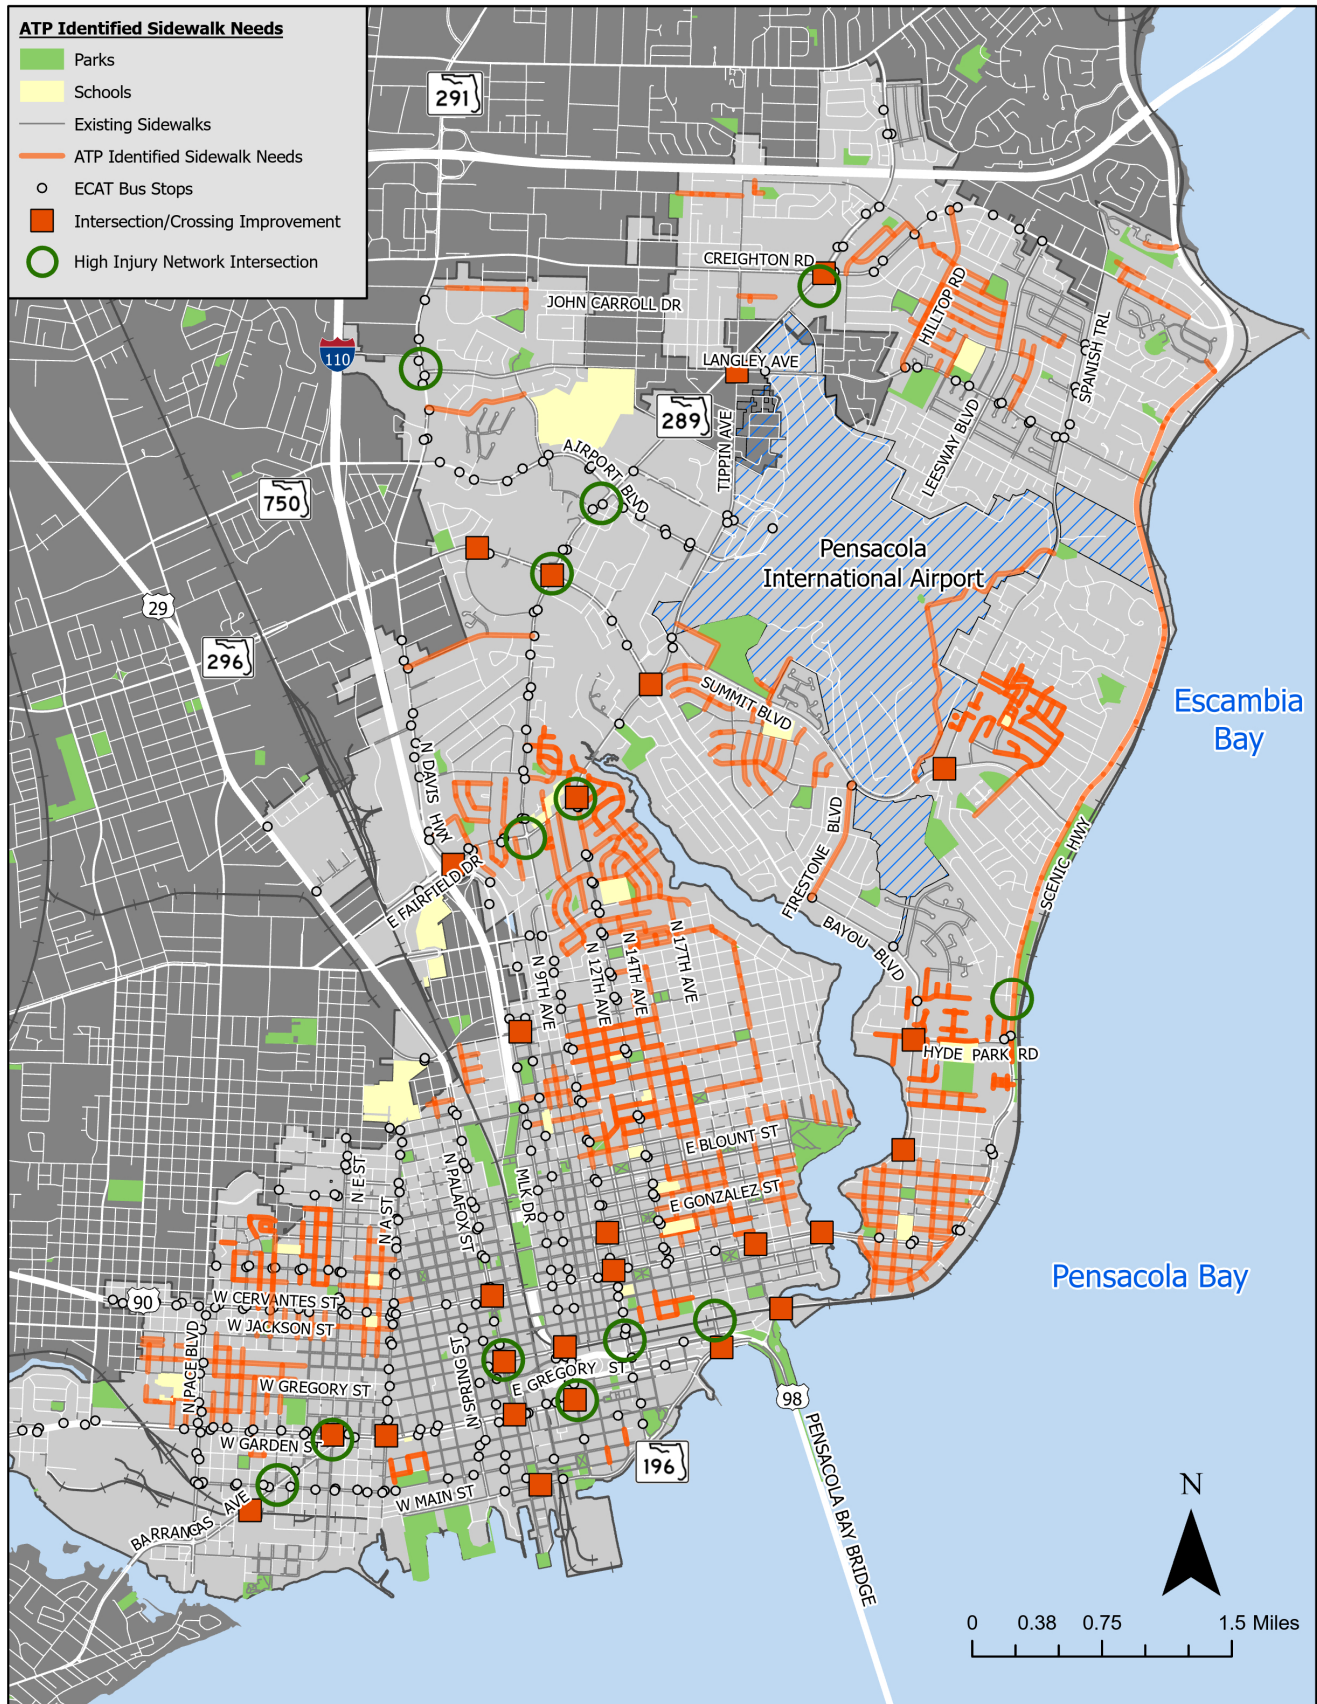 ATP Identified Sidewalk Needs
Parks
Schools
Existing Sidewalks
ATP Identified Sidewalk Needs
ECAT Bus Stops
Intersection/Crossing Improvement
High Injury Network Intersection
291
CREIGHTON RD
JOHN CARROLL DR
HILLTOP RD
110
LANGLEY AVE
SPANISH TRL
289
TIPPIN AVE
LEESWAY BLVD
AIRPORT BLVD
750
Pensacola
International Airport
29
296
SUMMIT BLVD
Escambia
Bay
N DAVIS HWY
FIRESTONE BLVD
SCENIC HWY
E FAIRFIELD DR
BAYOU BLVD
N 9TH AVE
N 12TH AVE
N 14TH AVE
N 17TH AVE
HYDE PARK RD
E BLOUNT ST
N E ST
N A ST
N PALAFOX ST
MLK DR
E GONZALEZ ST
Pensacola Bay
90
W CERVANTES ST
W JACKSON ST
N PACE BLVD
N SPRING ST
W GREGORY ST
E GREGORY ST
98
PENSACOLA BAY BRIDGE
W GARDEN ST
196
W MAIN ST
BARRANCAS AVE
N
0 0.38 0.75 1.5 Miles